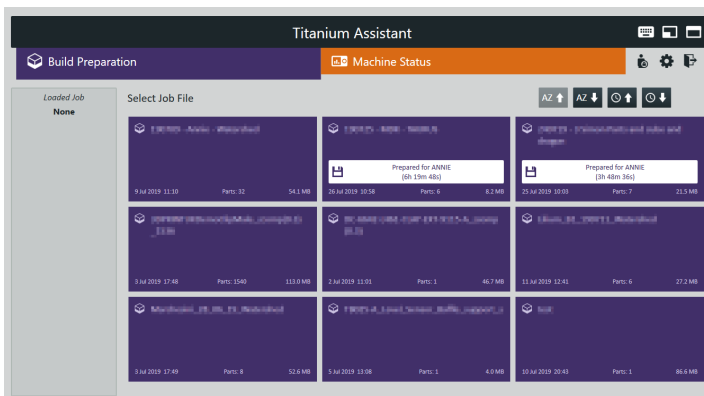 Titanium Assistant
Build Preparation
Machine Status
Loaded Job
None
Select Job File
AZ
AZ
9 Jul 2019 11:10 Parts: 32 54.1 MB
Prepared for ANNIE
(6h 19m 48s)
26 Jul 2019 10:58 Parts: 6 8.2 MB
Prepared for ANNIE
(3h 48m 36s)
25 Jul 2019 10:03 Parts: 7 21.5 MB
3 Jul 2019 17:48 Parts: 1540 113.0 MB
2 Jul 2019 11:01 Parts: 1 46.7 MB
11 Jul 2019 12:41 Parts: 6 27.2 MB
3 Jul 2019 17:49 Parts: 8 52.6 MB
5 Jul 2019 13:08 Parts: 1 4.0 MB
10 Jul 2019 20:43 Parts: 1 86.6 MB